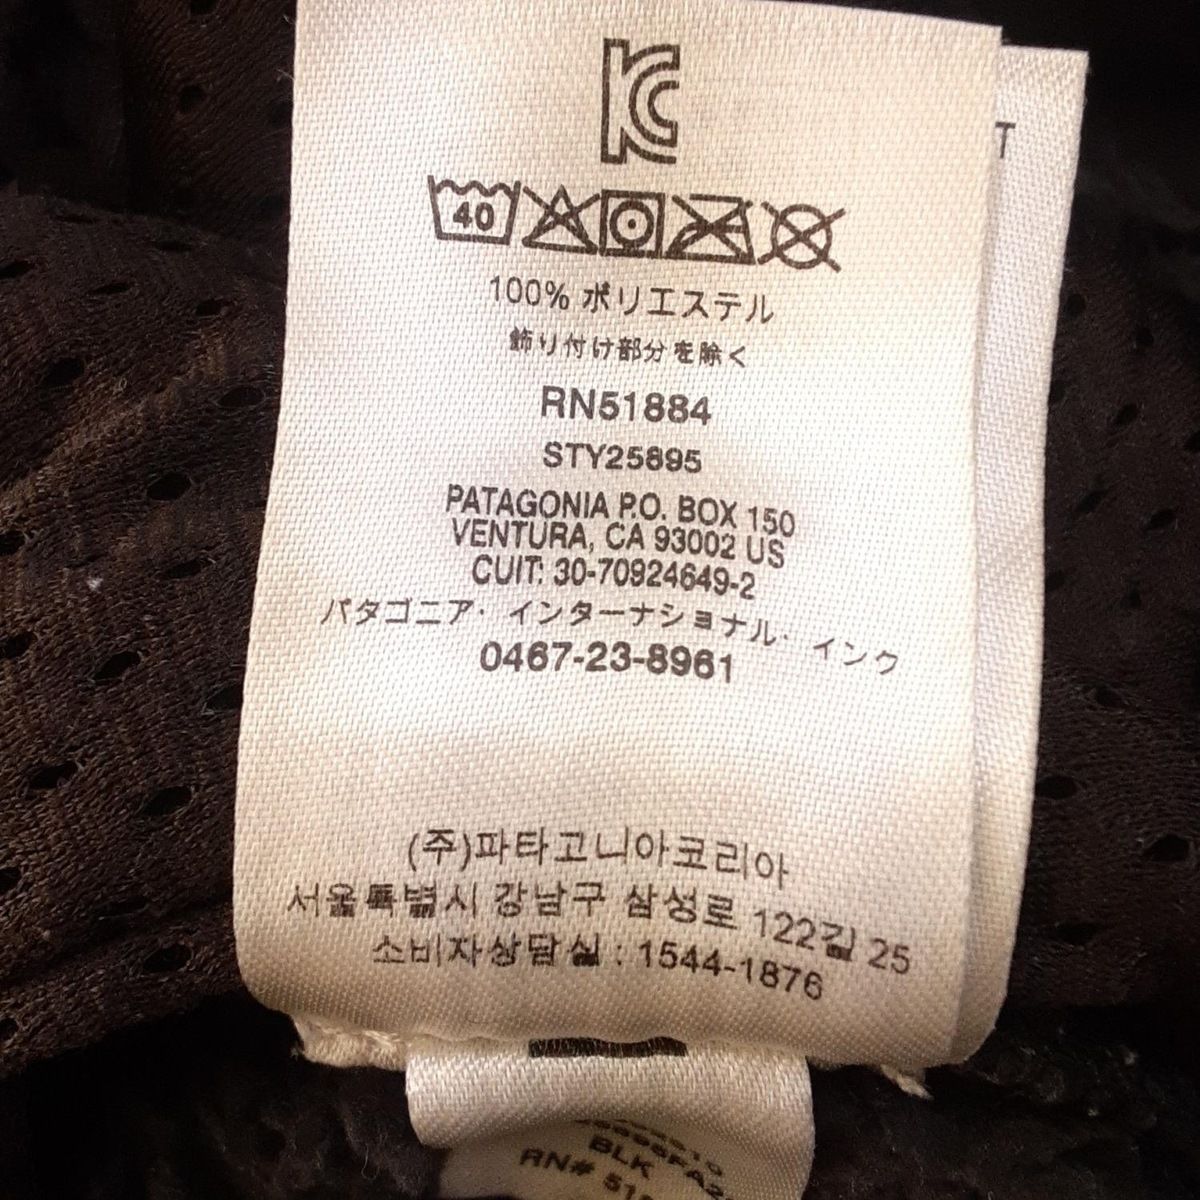 KC
40
100% ポリエステル
飾り付け部分を除く
RN51884
STY25895
PATAGONIA P.O. BOX 150
VENTURA, CA 93002 US
CUIT: 30-70924649-2
パタゴニア・インターナショナル・インク
0467-23-8961
(주)파타고니아코리아
서울특별시 강남구 삼성로 122길 25
소비자상담실 : 1544-1876
T
BLK
RN#